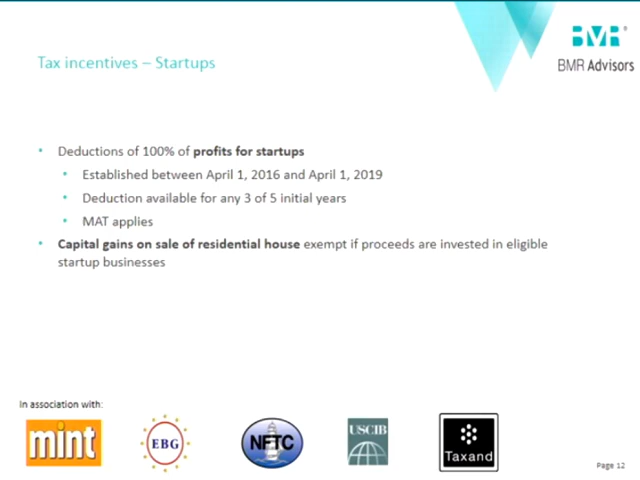 BMR
BMR Advisors
Tax incentives – Startups
• Deductions of 100% of profits for startups
• Established between April 1, 2016 and April 1, 2019
• Deduction available for any 3 of 5 initial years
• MAT applies
• Capital gains on sale of residential house exempt if proceeds are invested in eligible
startup businesses
In association with:
mint
EBG
NFTC
USCIB
Taxand
Page 12